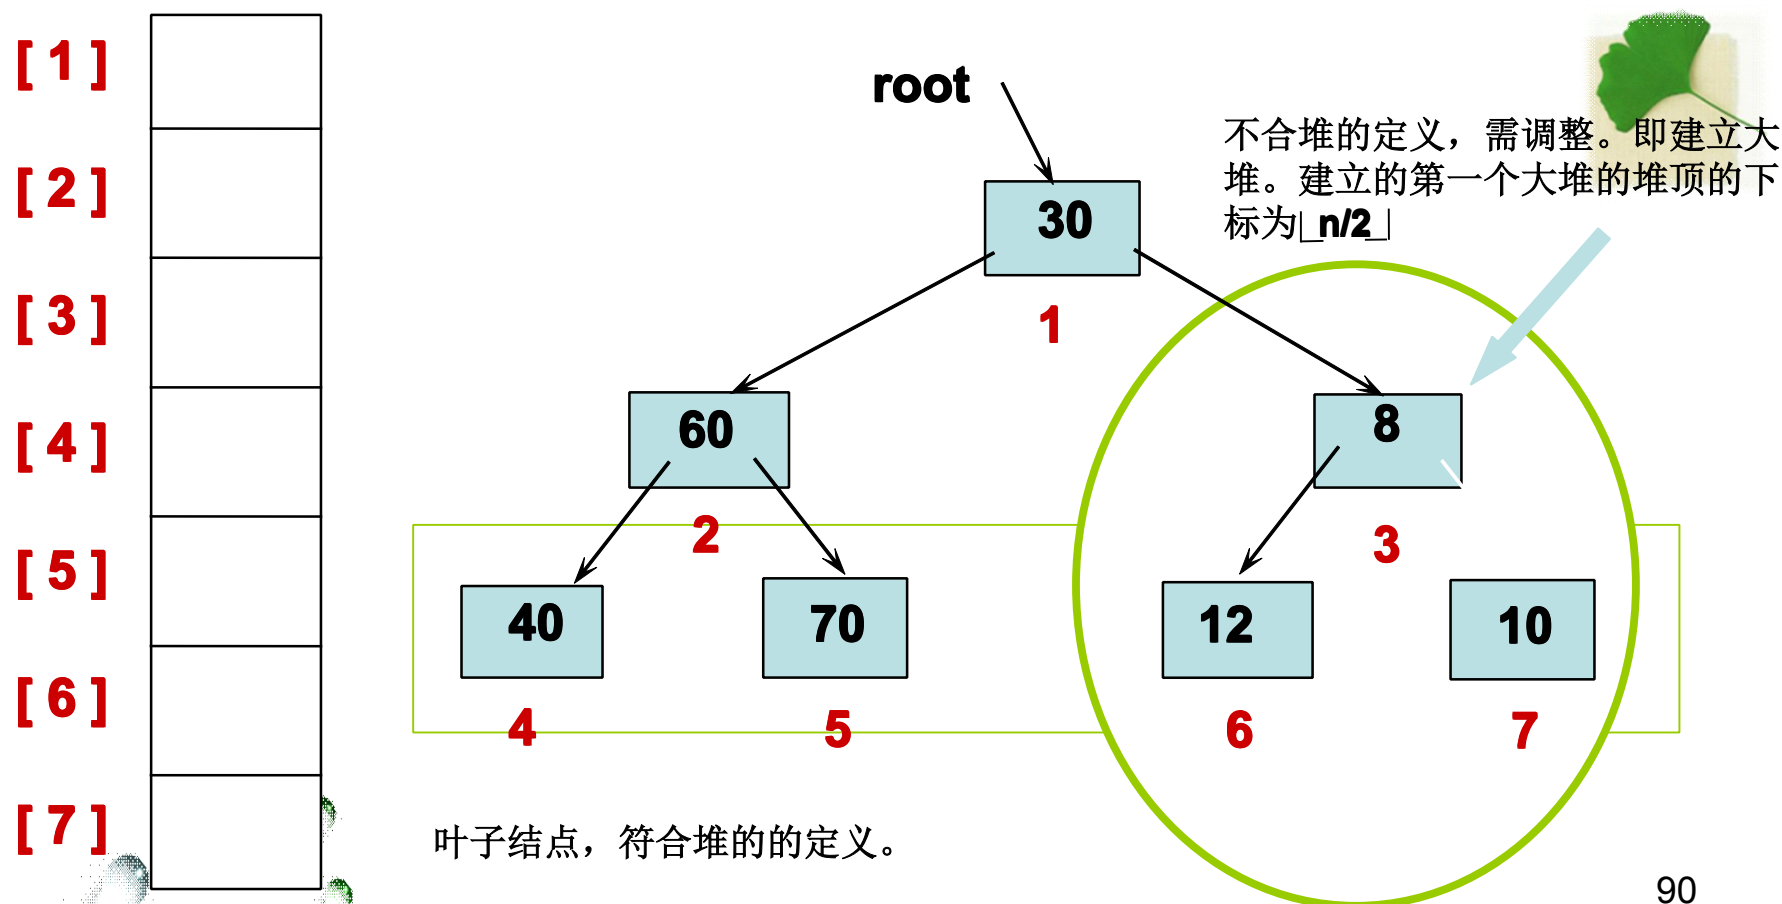 [ 1 ]
[ 2 ]
[ 3 ]
[ 4 ]
[ 5 ]
[ 6 ]
[ 7 ]
root
不合堆的定义，需调整。即建立大
堆。建立的第一个大堆的堆顶的下
标为|_n/2_|
30
1
60
8
2
3
40
70
12
10
4
5
6
7
叶子结点，符合堆的的定义。
90